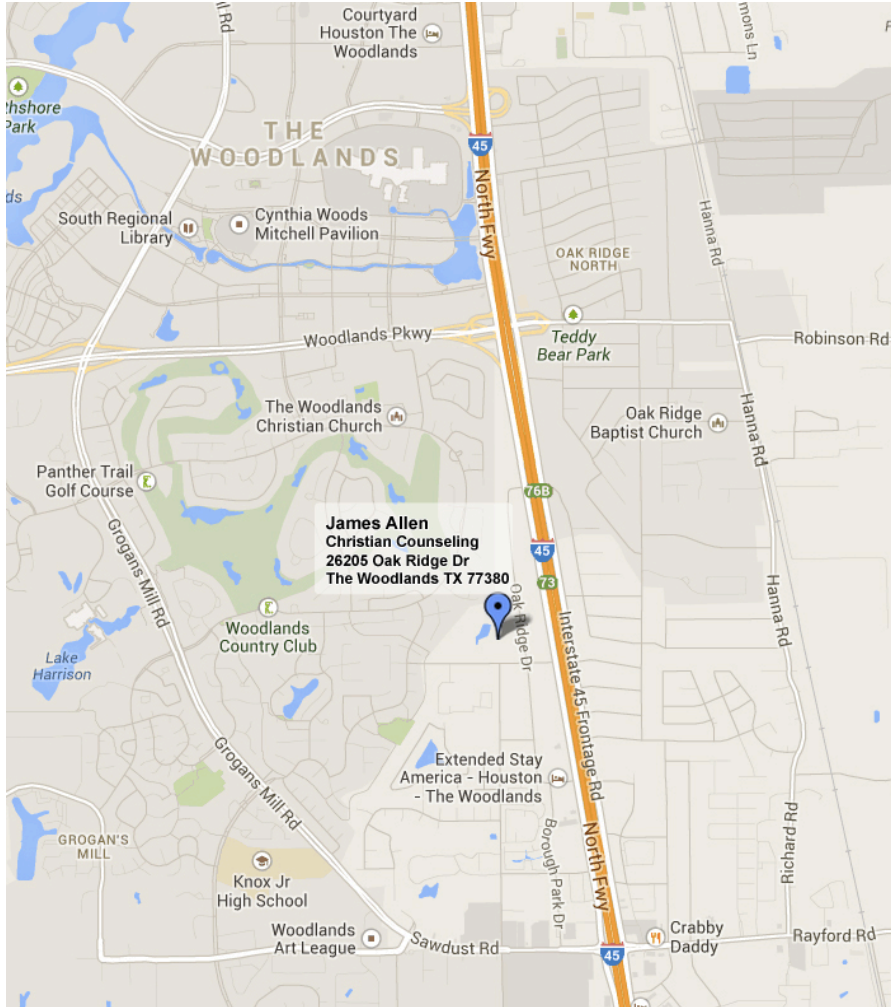 Courtyard
Houston The
Woodlands
Park
THE
WOODLANDS
45
North Fwy
Hanna Rd
South Regional
Library
Cynthia Woods
Mitchell Pavilion
OAK RIDGE
NORTH
Woodlands Pkwy
Teddy
Bear Park
Robinson Rd
The Woodlands
Christian Church
Oak Ridge
Baptist Church
Hanna Rd
Panther Trail
Golf Course
76B
James Allen
Christian Counseling
26205 Oak Ridge Dr
The Woodlands TX 77380
45
73
Grogans Mill Rd
Oak Ridge Dr
Hanna Rd
Woodlands
Country Club
Lake
Harrison
Interstate 45 Frontage Rd
Grogans Mill Rd
Extended Stay
America - Houston
- The Woodlands
GROGAN'S
MILL
Borough Park Dr
North Fwy
Richard Rd
Knox Jr
High School
Woodlands
Art League
Sawdust Rd
45
Crabby
Daddy
Rayford Rd